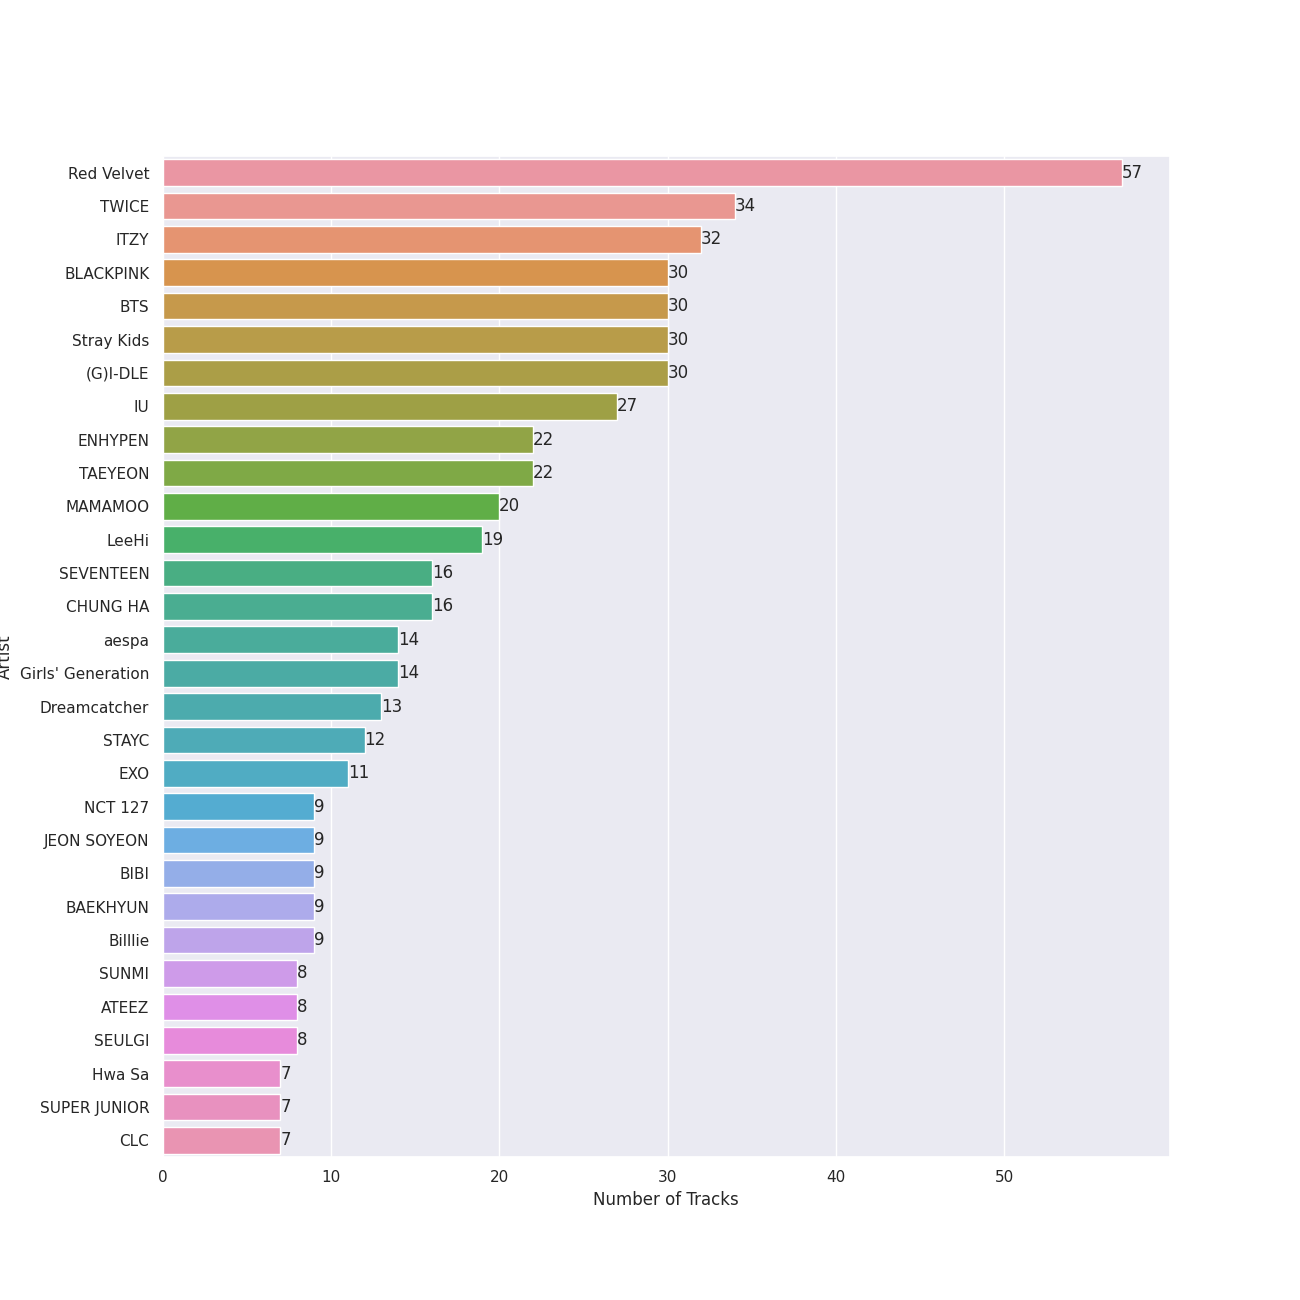 Red Velvet 57
TWICE 34
ITZY 32
BLACKPINK 30
BTS 30
Stray Kids 30
(G)I-DLE 30
IU 27
ENHYPEN 22
TAEYEON 22
MAMAMOO 20
LeeHi 19
SEVENTEEN 16
CHUNG HA 16
aespa 14
Artist
Girls' Generation 14
Dreamcatcher 13
STAYC 12
EXO 11
NCT 127 9
JEON SOYEON 9
BIBI 9
BAEKHYUN 9
Billlie 9
SUNMI 8
ATEEZ 8
SEULGI 8
Hwa Sa 7
SUPER JUNIOR 7
CLC 7
0 10 20 30 40 50
Number of Tracks